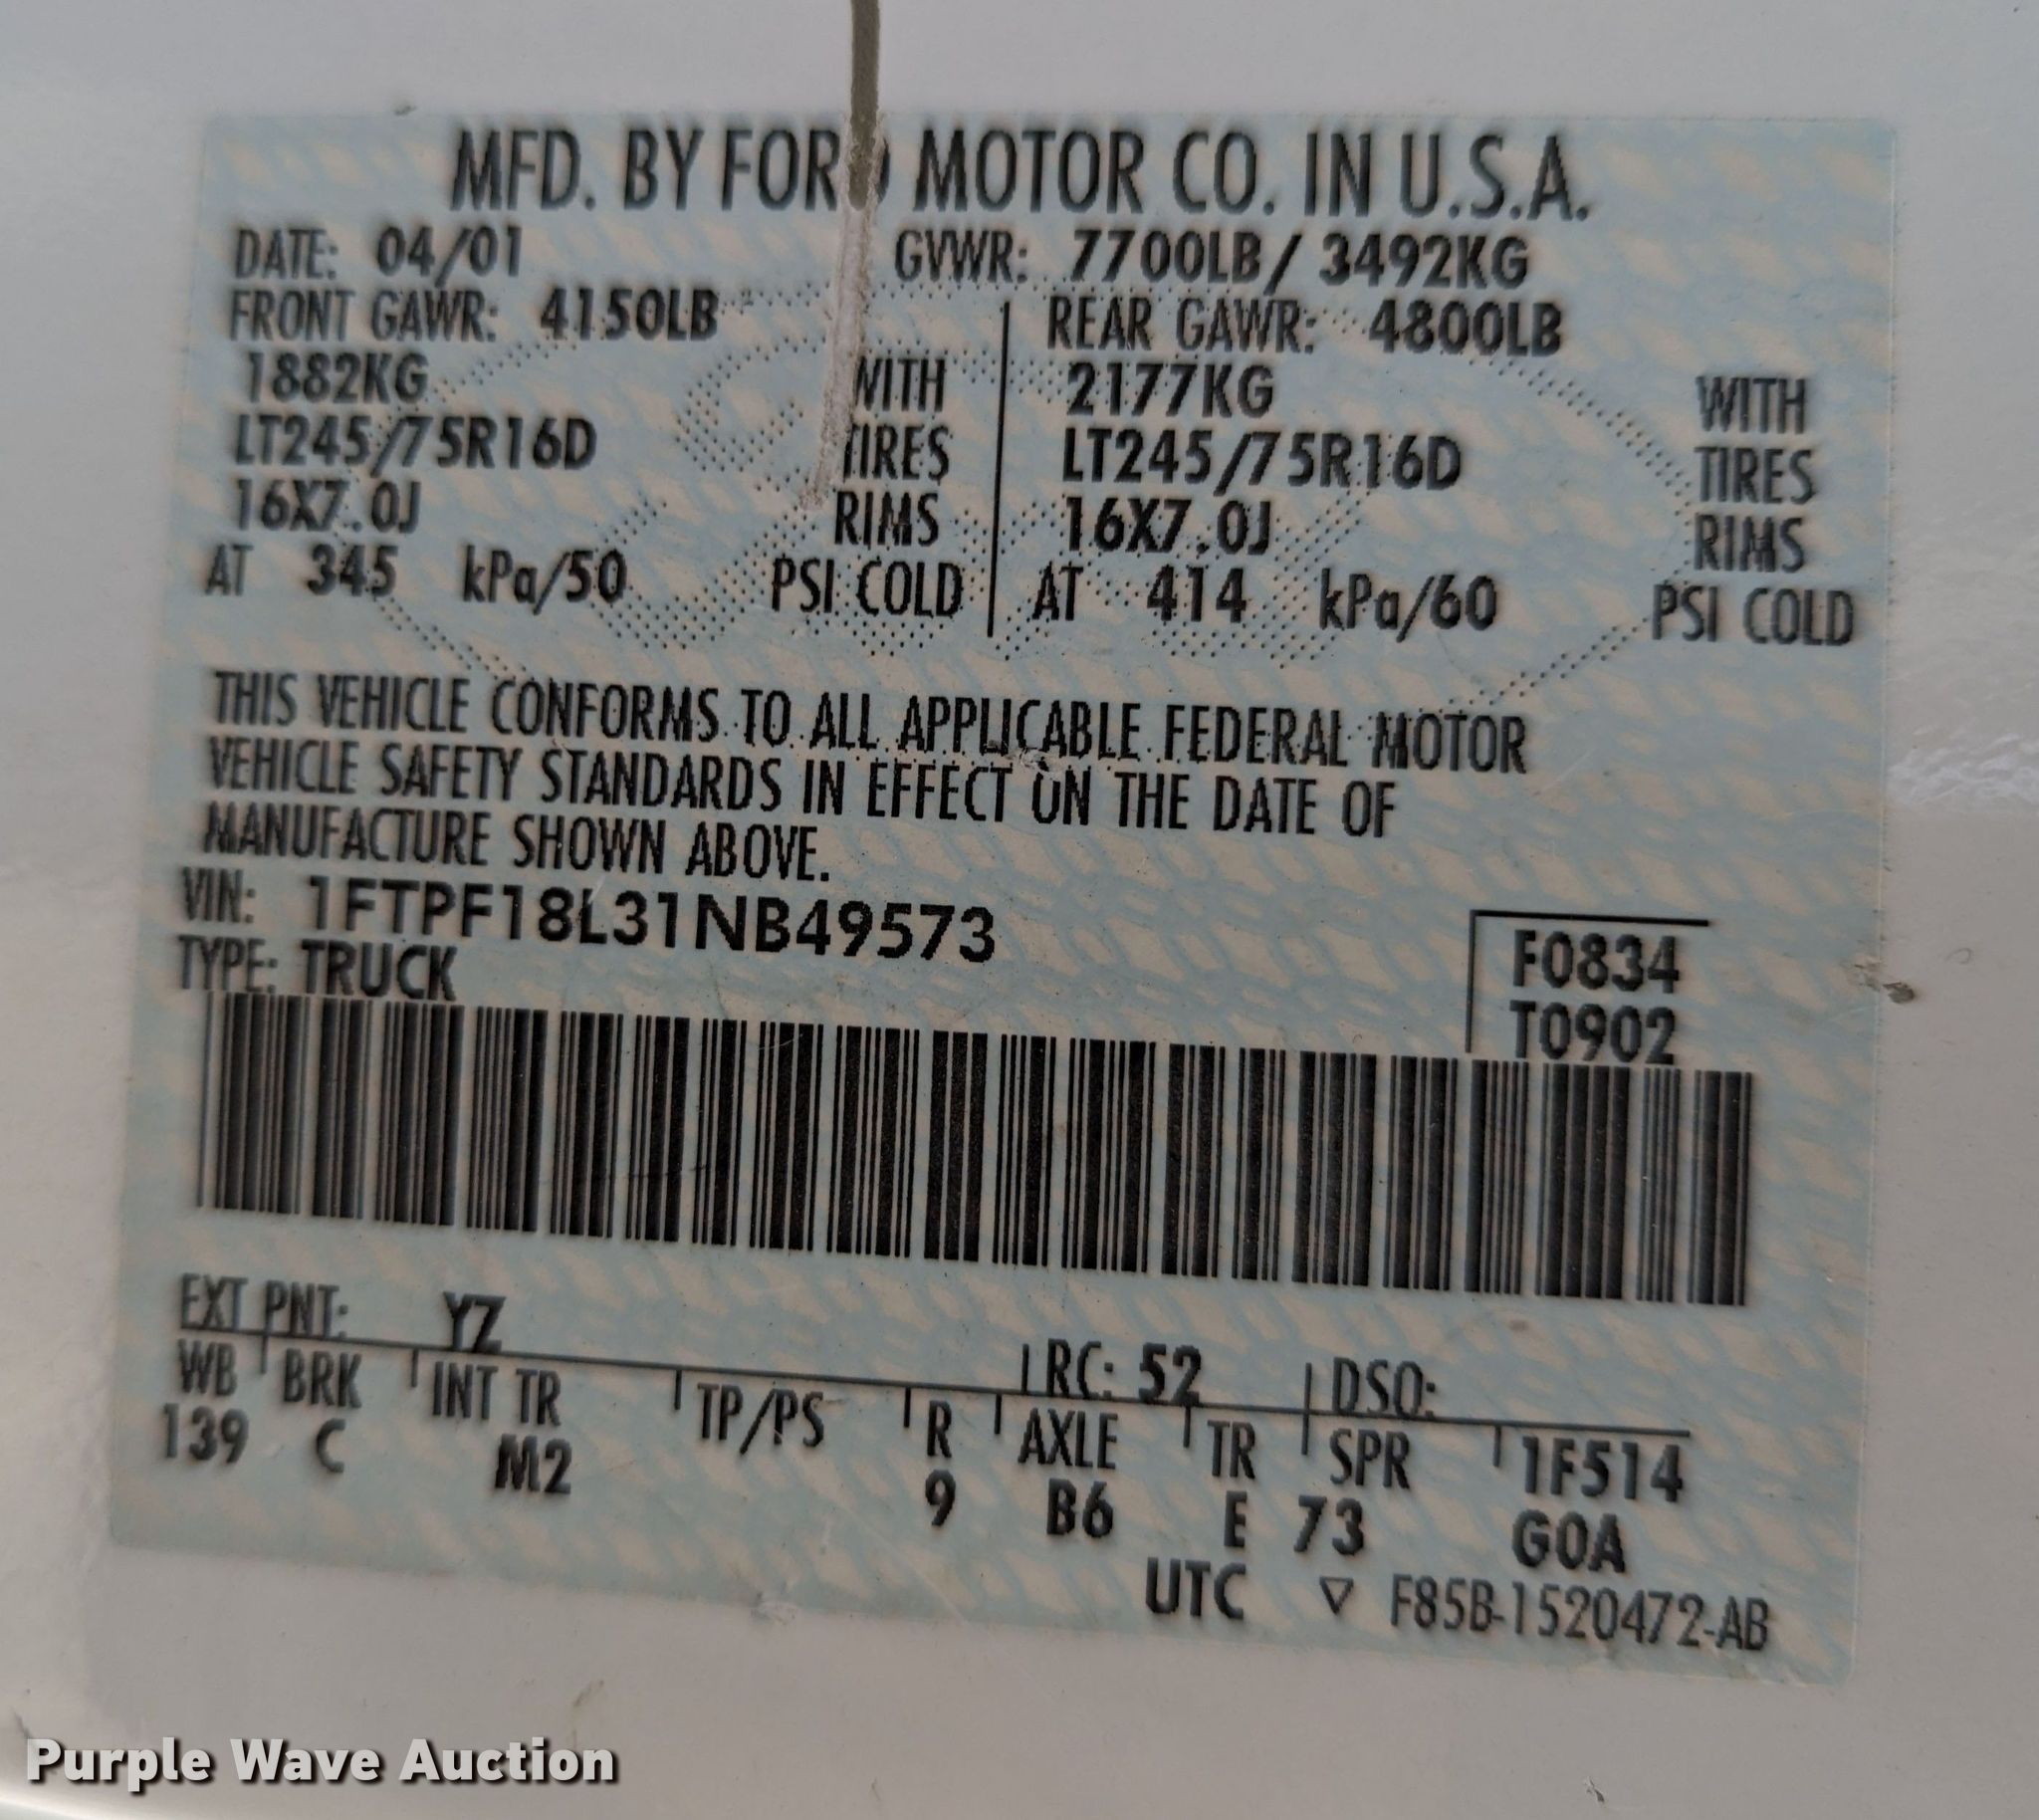 MFD. BY FORD MOTOR CO. IN U.S.A.
DATE: 04/01 GVWR: 7700LB/ 3492KG
FRONT GAWR: 4150LB REAR GAWR: 4800LB
1882KG WITH 2177KG WITH
LT245/75R16D TIRES LT245/75R16D TIRES
16X7.0J RIMS 16X7.0J RIMS
AT 345 kPa/50 PSI COLD AT 414 kPa/60 PSI COLD
THIS VEHICLE CONFORMS TO ALL APPLICABLE FEDERAL MOTOR
VEHICLE SAFETY STANDARDS IN EFFECT ON THE DATE OF
MANUFACTURE SHOWN ABOVE.
VIN: 1FTPF18L31NB49573
F0834
TYPE: TRUCK
T0902
EXT PNT: YZ RC: 52 DSO:
WB BRK INT TR TP/PS R AXLE TR SPR 1F514
139 C M2 9 B6 E 73 G0A
UTC ▽ F85B-1520472-AB
Purple Wave Auction